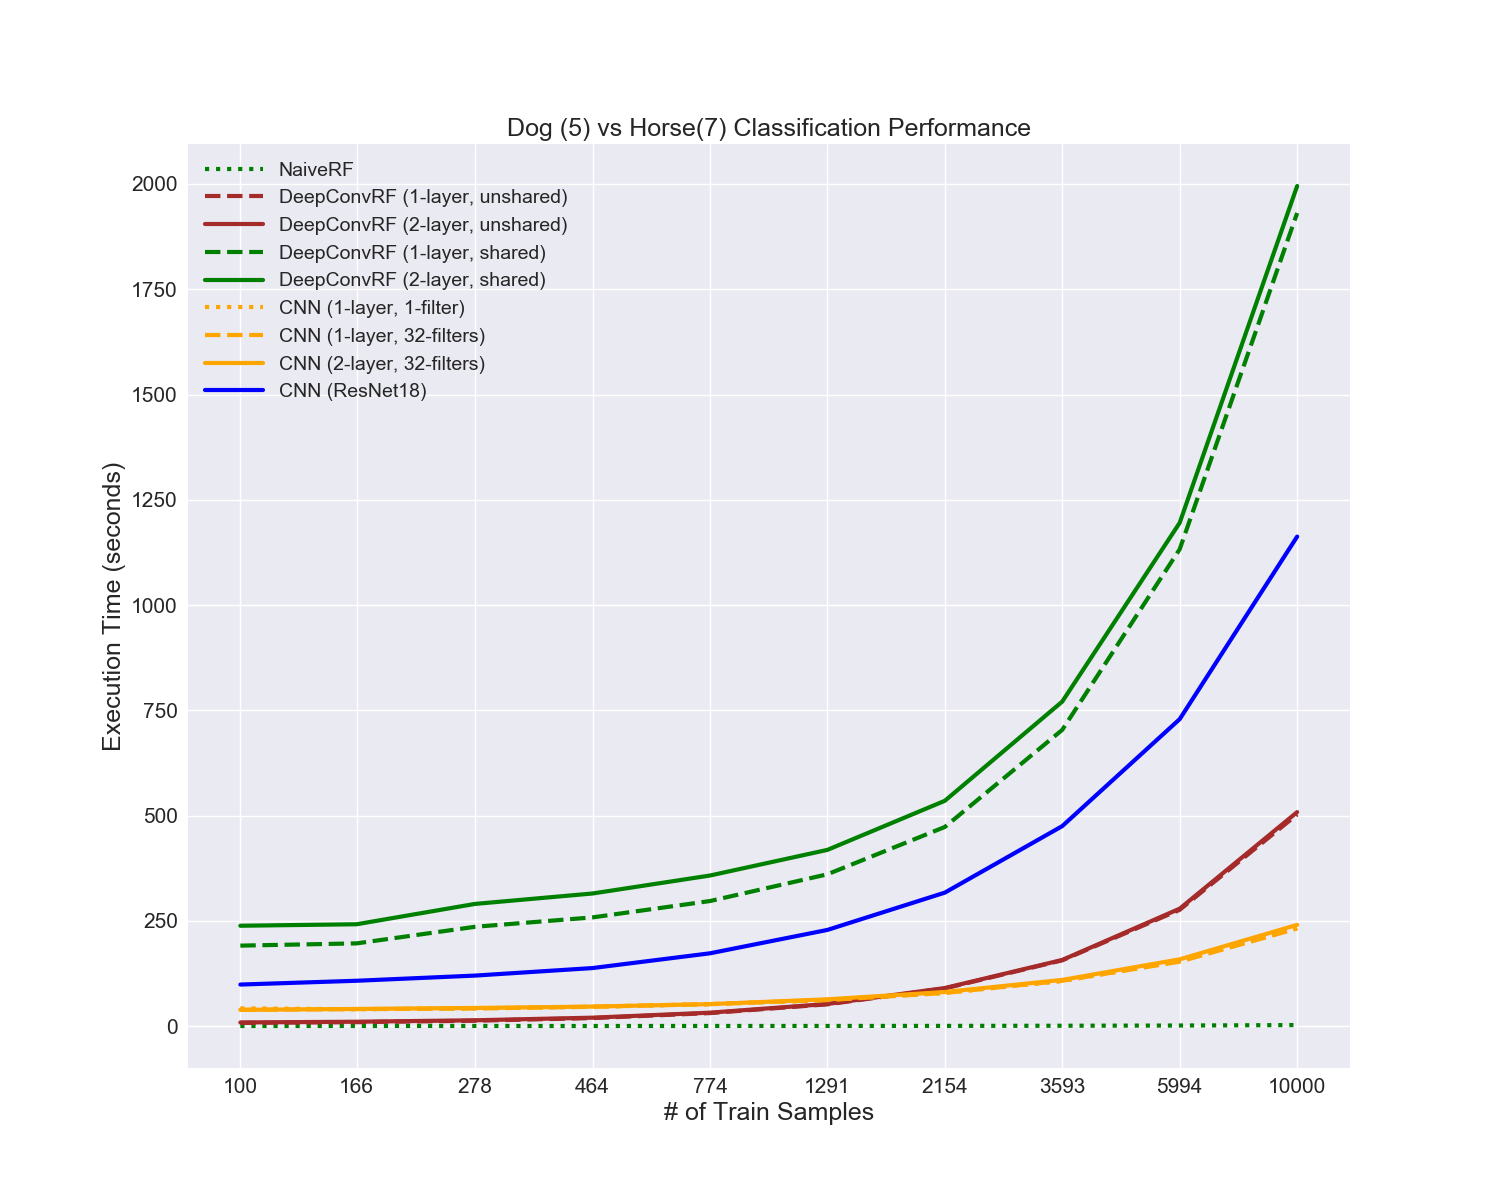 Dog (5) vs Horse(7) Classification Performance
NaiveRF
DeepConvRF (1-layer, unshared)
DeepConvRF (2-layer, unshared)
DeepConvRF (1-layer, shared)
DeepConvRF (2-layer, shared)
CNN (1-layer, 1-filter)
CNN (1-layer, 32-filters)
CNN (2-layer, 32-filters)
CNN (ResNet18)
Execution Time (seconds)
2000
1750
1500
1250
1000
750
500
250
0
100 166 278 464 774 1291 2154 3593 5994 10000
# of Train Samples